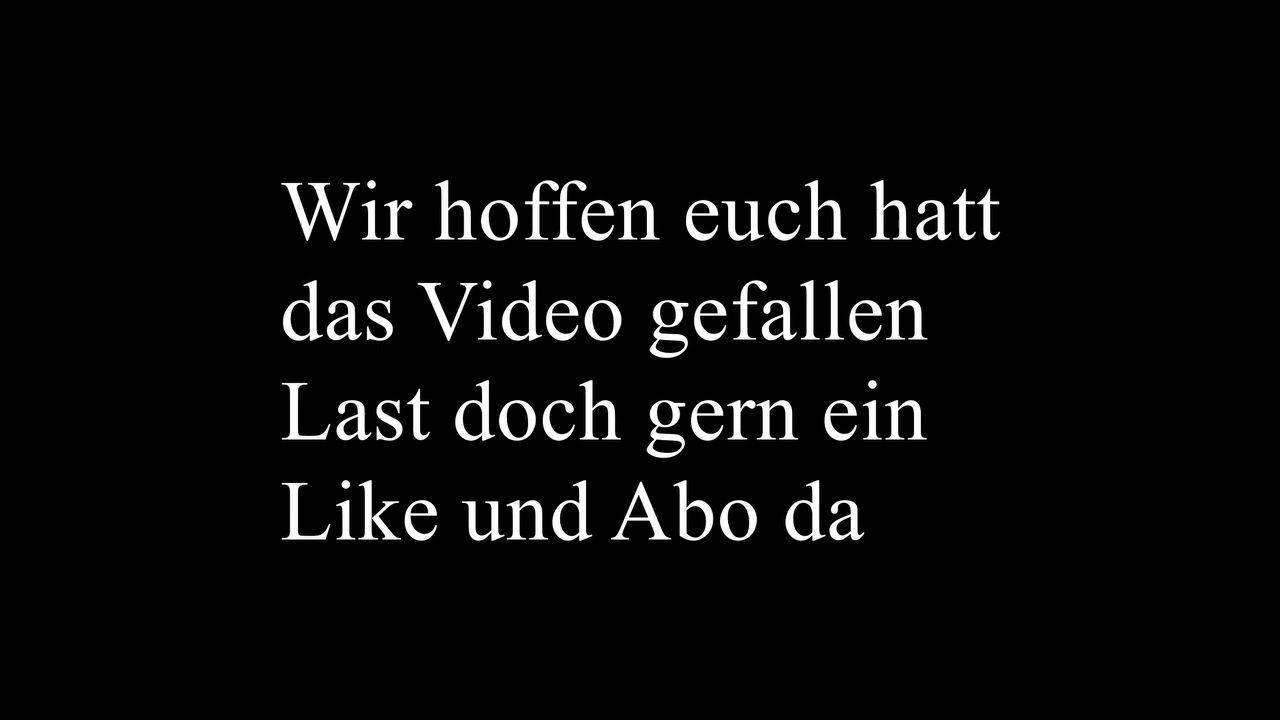 Wir hoffen euch hatt
das Video gefallen
Last doch gern ein
Like und Abo da